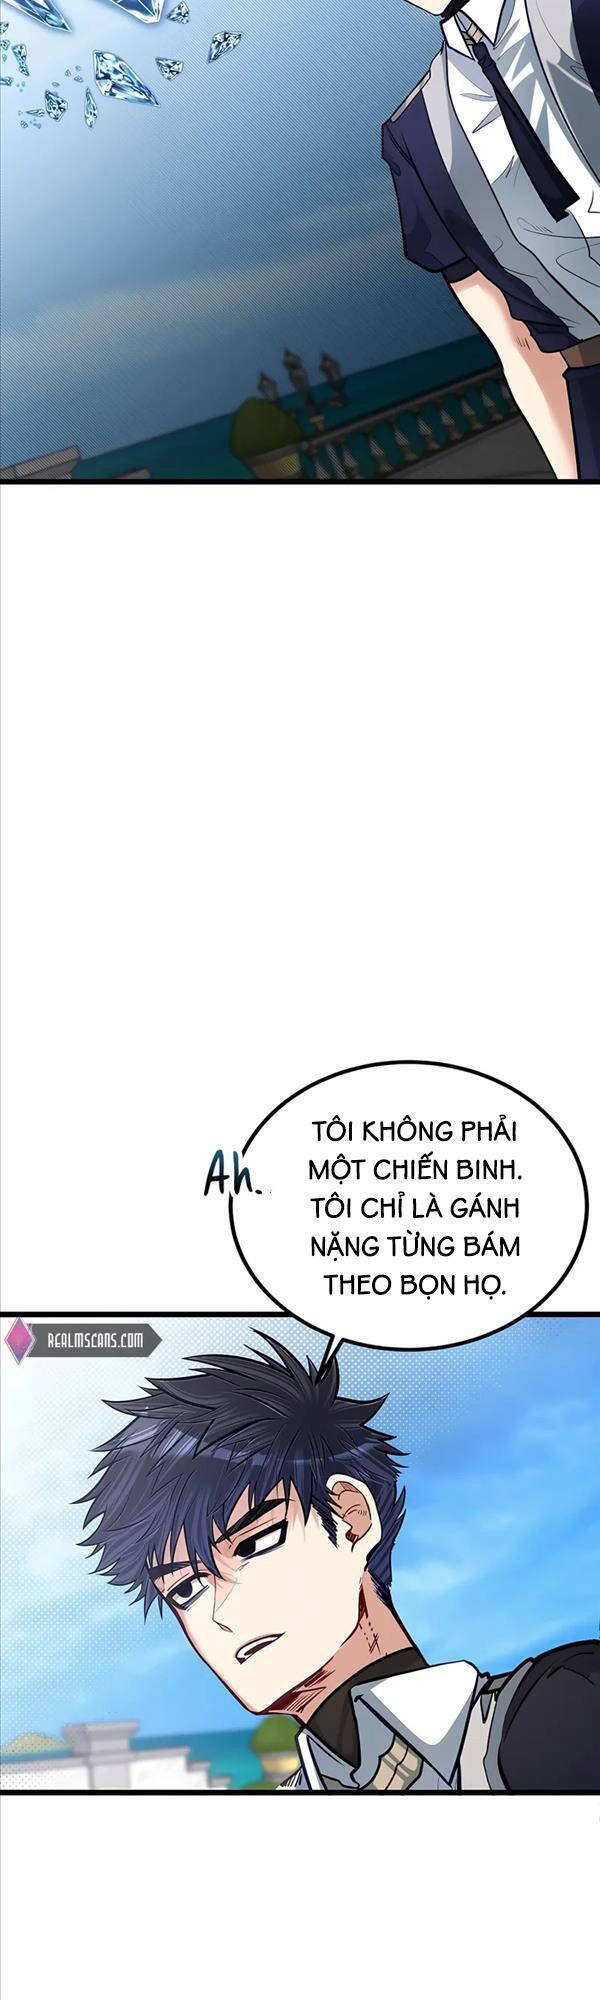 Ah.
TÔI KHÔNG PHẢI
MỘT CHIẾN BINH.
TÔI CHỈ LÀ GÁNH
NẶNG TỪNG BÁM
THEO BỌN HỌ.
REALMSCANS.COM